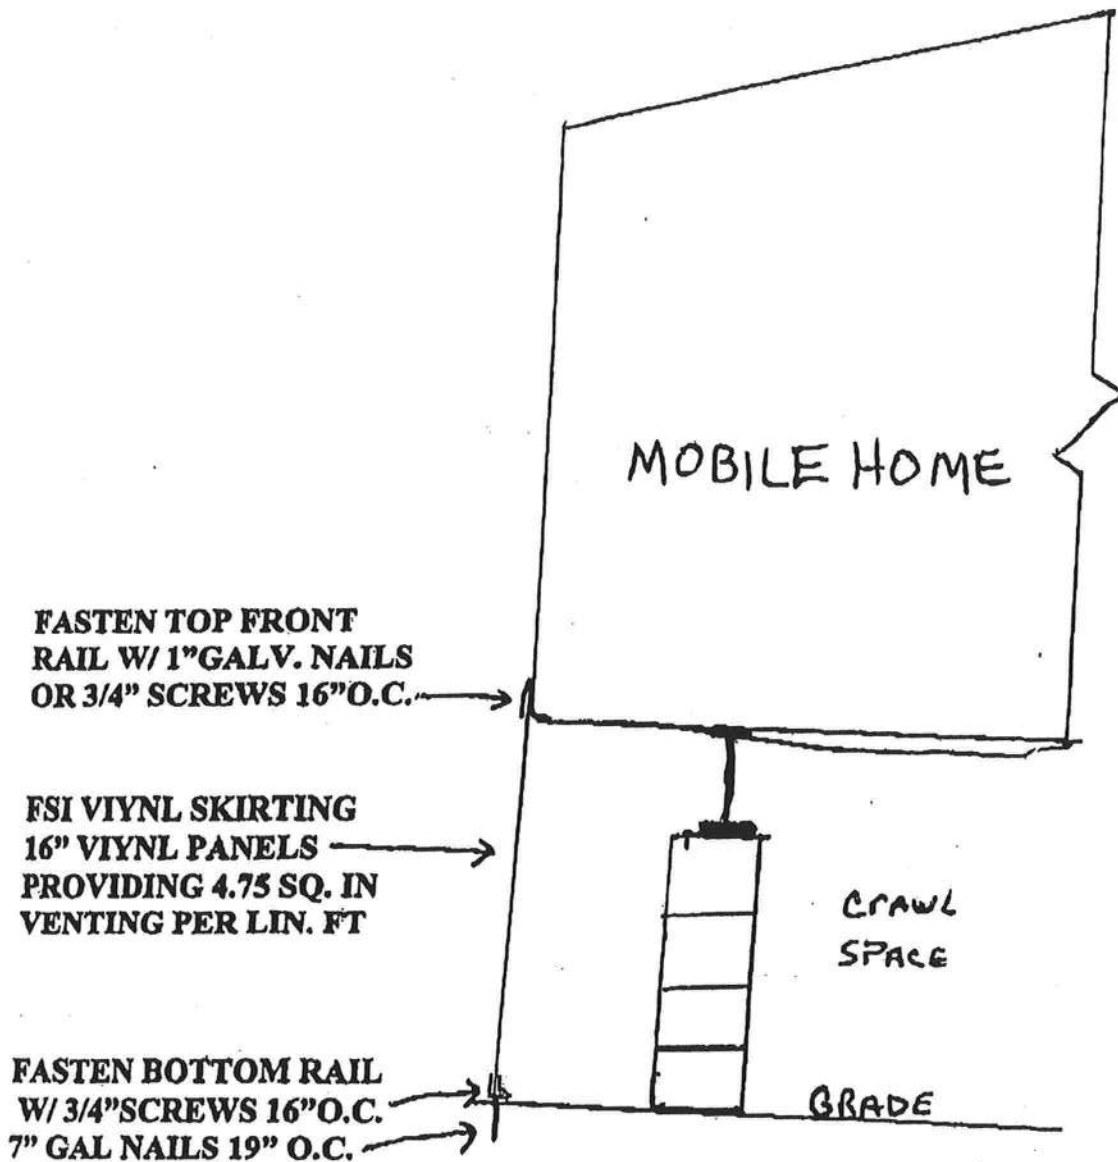 MOBILE HOME
FASTEN TOP FRONT
RAIL W/ 1"GALV. NAILS
OR 3/4" SCREWS 16"O.C.
FSI VIYNL SKIRTING
16" VIYNL PANELS
PROVIDING 4.75 SQ. IN
VENTING PER LIN. FT
CRAWL
SPACE
FASTEN BOTTOM RAIL
W/ 3/4"SCREWS 16"O.C.
7" GAL NAILS 19" O.C.
GRADE